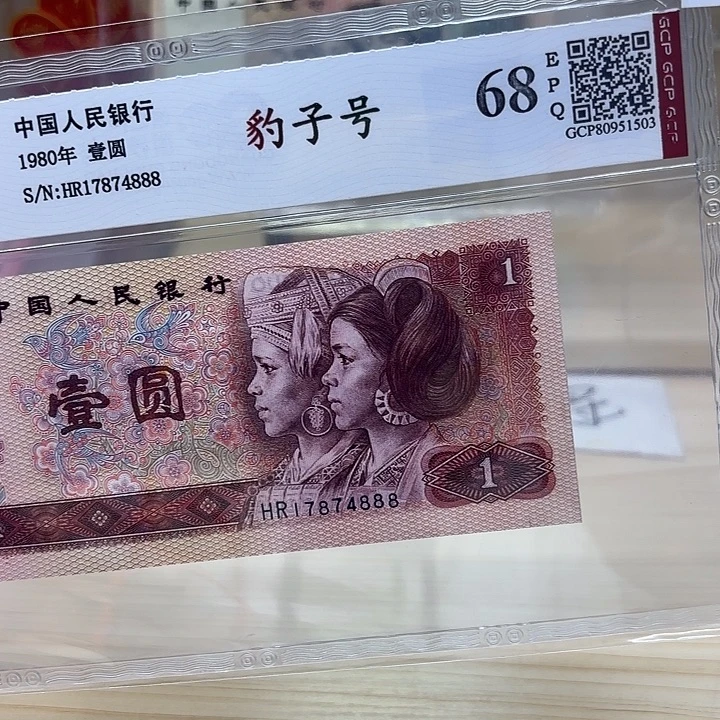 中国人民银行
1980年 壹圆
S/N:HR17874888
豹子号
68
E
P
Q
GCP80951503
GCP GCP GCP
中国人民银行
1
壹圆
1
HR17874888